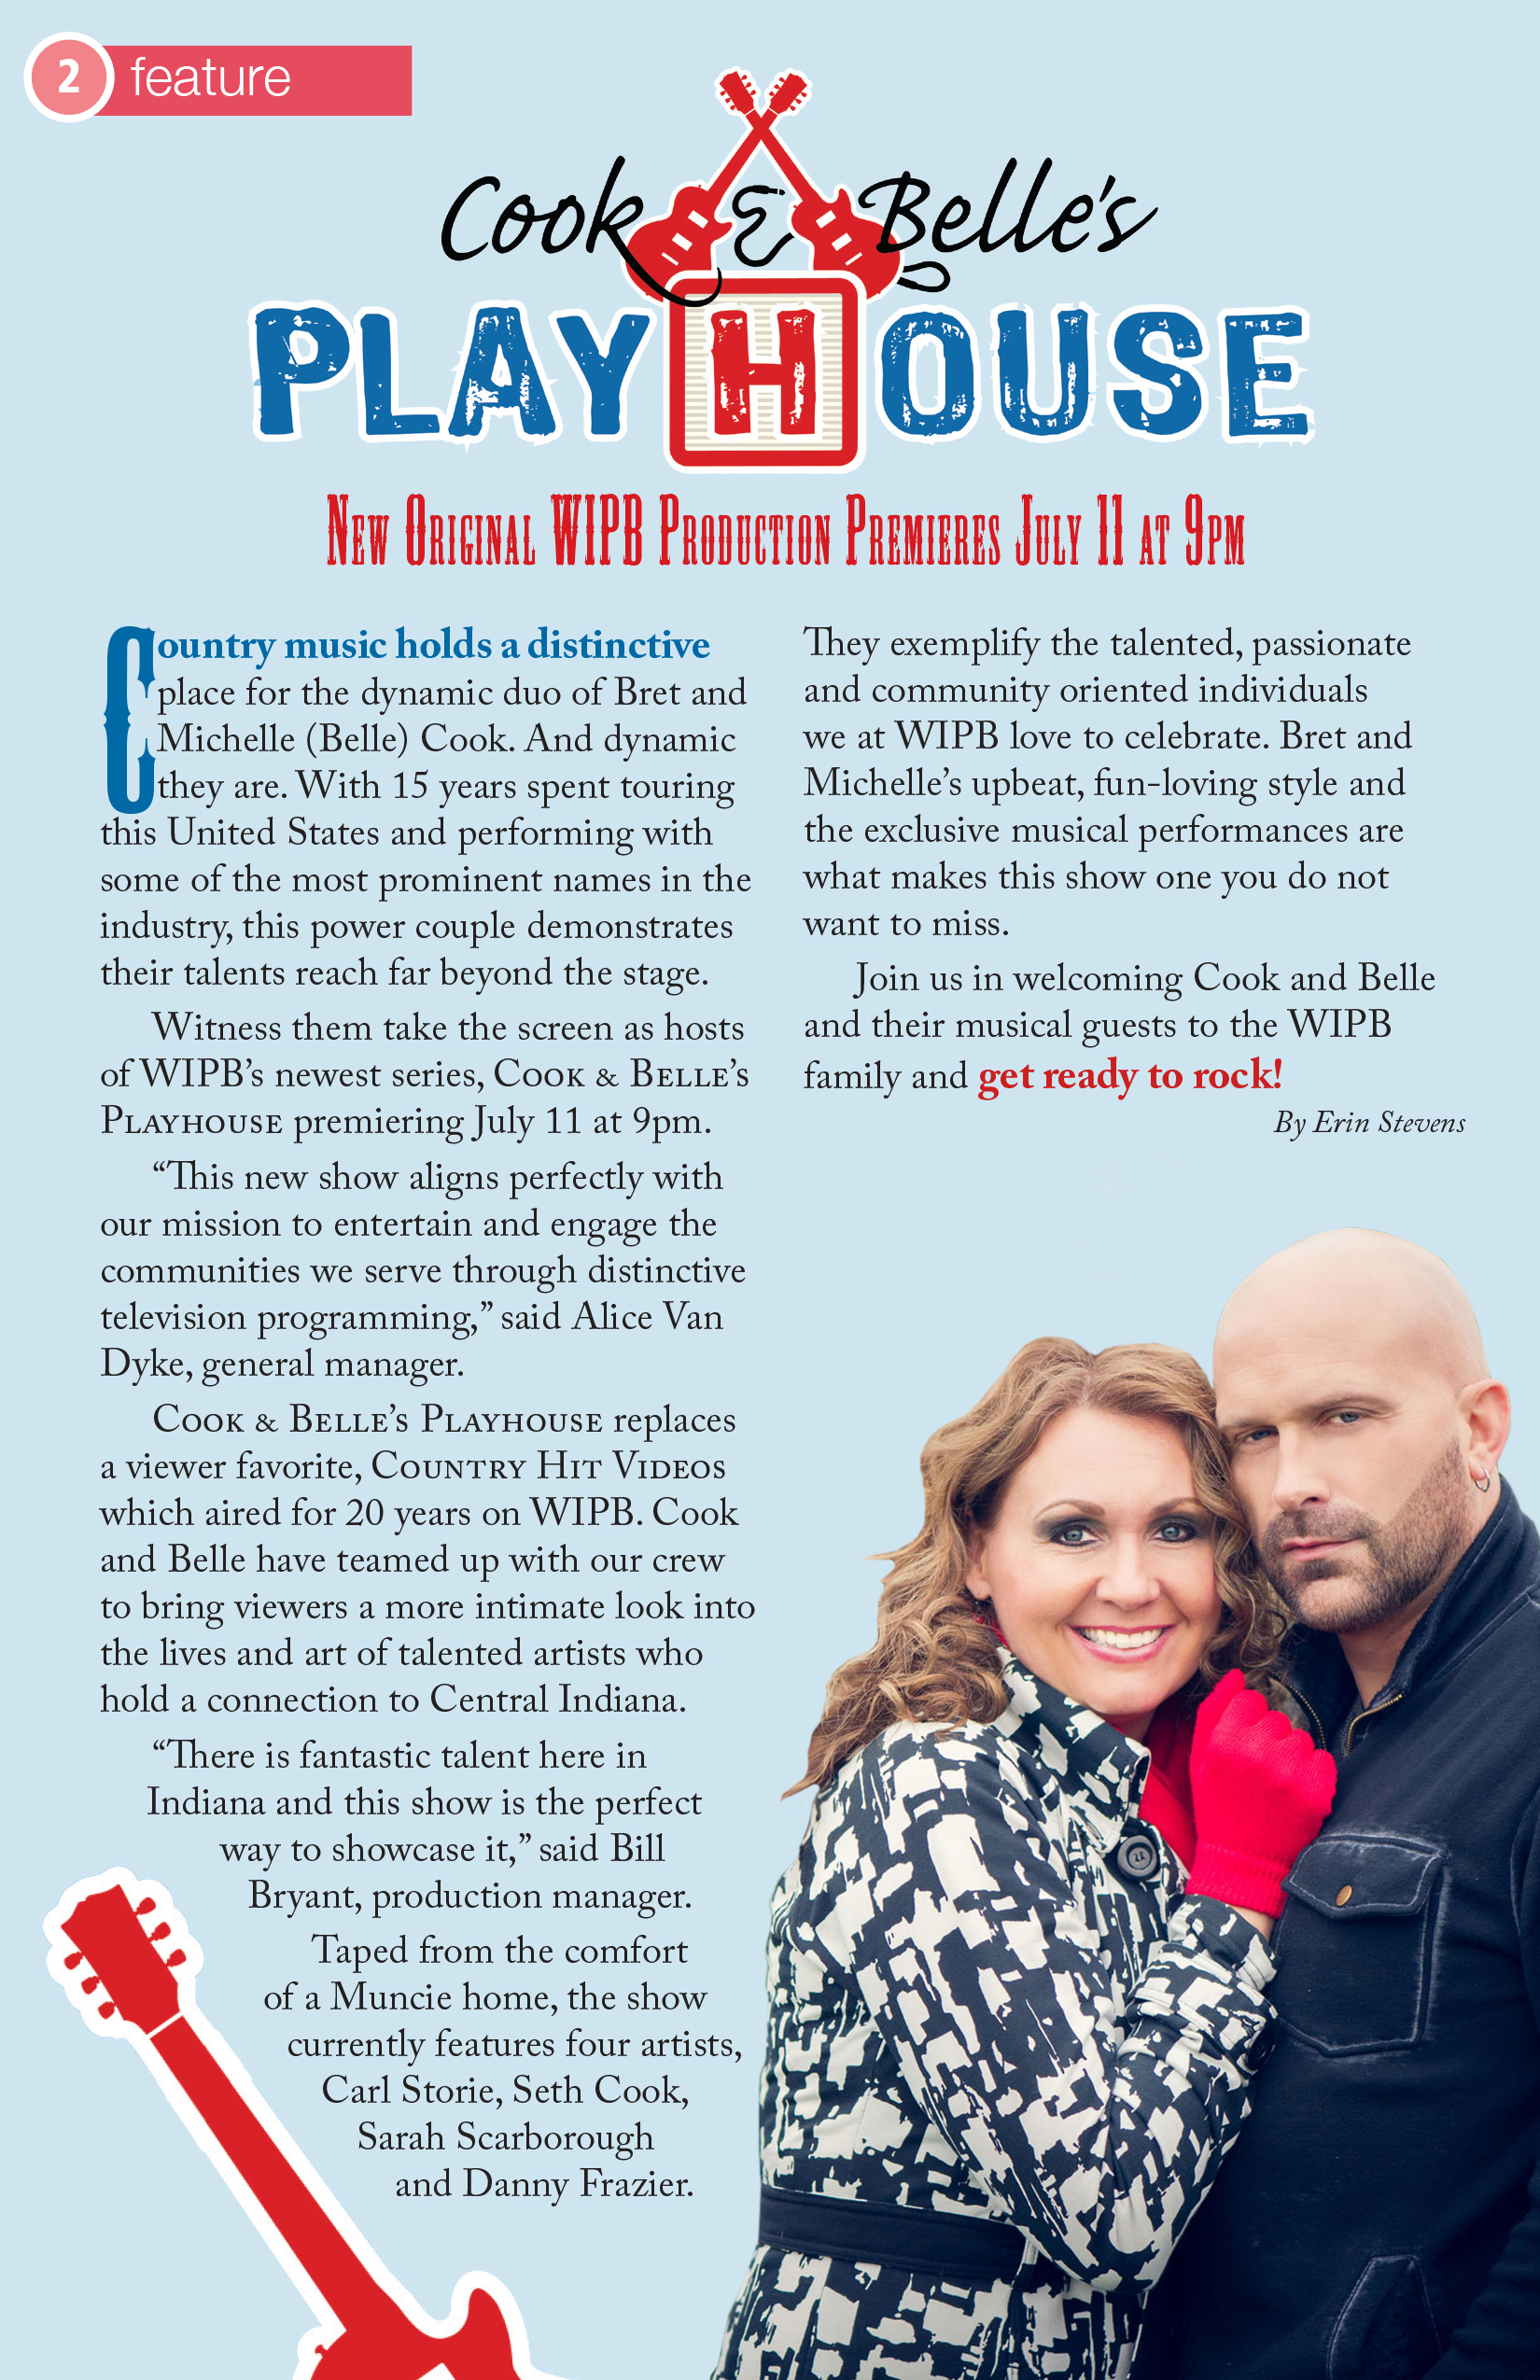 2 feature
Cook & Belle's
PLAYHOUSE
New Original WIPB Production Premieres July 11 at 9pm
Country music holds a distinctive
place for the dynamic duo of Bret and
Michelle (Belle) Cook. And dynamic
they are. With 15 years spent touring
this United States and performing with
some of the most prominent names in the
industry, this power couple demonstrates
their talents reach far beyond the stage.
Witness them take the screen as hosts
of WIPB’s newest series, Cook & Belle’s
Playhouse premiering July 11 at 9pm.
“This new show aligns perfectly with
our mission to entertain and engage the
communities we serve through distinctive
television programming,” said Alice Van
Dyke, general manager.
Cook & Belle’s Playhouse replaces
a viewer favorite, Country Hit Videos
which aired for 20 years on WIPB. Cook
and Belle have teamed up with our crew
to bring viewers a more intimate look into
the lives and art of talented artists who
hold a connection to Central Indiana.
“There is fantastic talent here in
Indiana and this show is the perfect
way to showcase it,” said Bill
Bryant, production manager.
Taped from the comfort
of a Muncie home, the show
currently features four artists,
Carl Storie, Seth Cook,
Sarah Scarborough
and Danny Frazier.
They exemplify the talented, passionate
and community oriented individuals
we at WIPB love to celebrate. Bret and
Michelle’s upbeat, fun-loving style and
the exclusive musical performances are
what makes this show one you do not
want to miss.
Join us in welcoming Cook and Belle
and their musical guests to the WIPB
family and get ready to rock!
By Erin Stevens